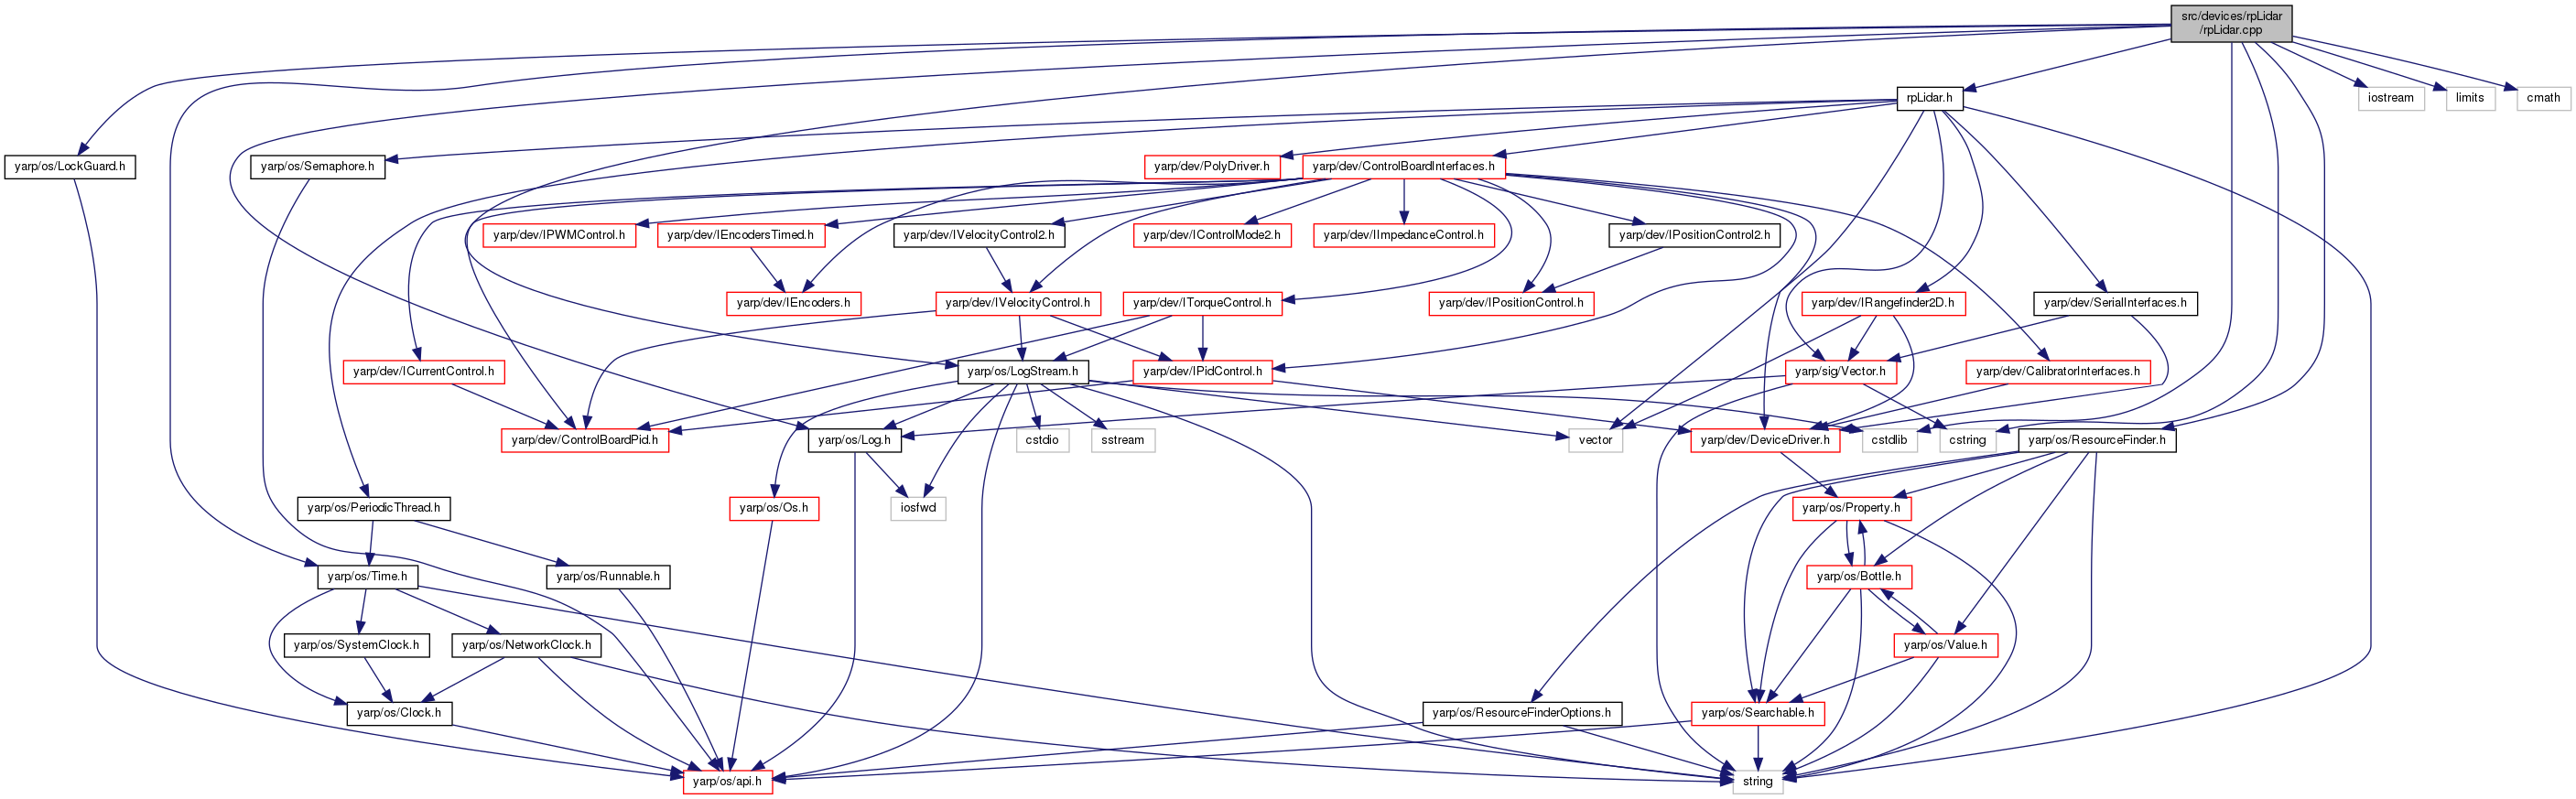 src/devices/rpLidar
/rpLidar.cpp
rpLidar.h
iostream
limits
cmath
yarp/os/LockGuard.h
yarp/os/Semaphore.h
yarp/dev/PolyDriver.h
yarp/dev/ControlBoardInterfaces.h
yarp/dev/IPWMControl.h
yarp/dev/IEncodersTimed.h
yarp/dev/IVelocityControl2.h
yarp/dev/IControlMode2.h
yarp/dev/IImpedanceControl.h
yarp/dev/IPositionControl2.h
yarp/dev/IEncoders.h
yarp/dev/IVelocityControl.h
yarp/dev/ITorqueControl.h
yarp/dev/IPositionControl.h
yarp/dev/IRangefinder2D.h
yarp/dev/SerialInterfaces.h
yarp/dev/ICurrentControl.h
yarp/os/LogStream.h
yarp/dev/IPidControl.h
yarp/sig/Vector.h
yarp/dev/CalibratorInterfaces.h
yarp/dev/ControlBoardPid.h
yarp/os/Log.h
cstdio
sstream
vector
yarp/dev/DeviceDriver.h
cstdlib
cstring
yarp/os/ResourceFinder.h
yarp/os/PeriodicThread.h
yarp/os/Os.h
iosfwd
yarp/os/Property.h
yarp/os/Time.h
yarp/os/Runnable.h
yarp/os/Bottle.h
yarp/os/SystemClock.h
yarp/os/NetworkClock.h
yarp/os/Value.h
yarp/os/Clock.h
yarp/os/ResourceFinderOptions.h
yarp/os/Searchable.h
yarp/os/api.h
string